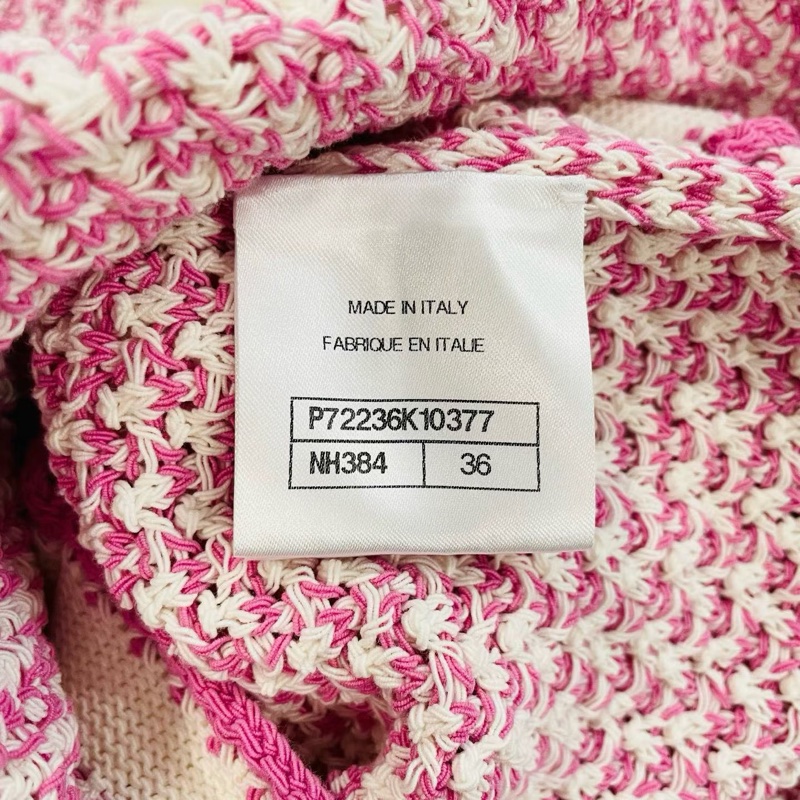 MADE IN ITALY
FABRIQUE EN ITALIE
P72236K10377
NH384 36